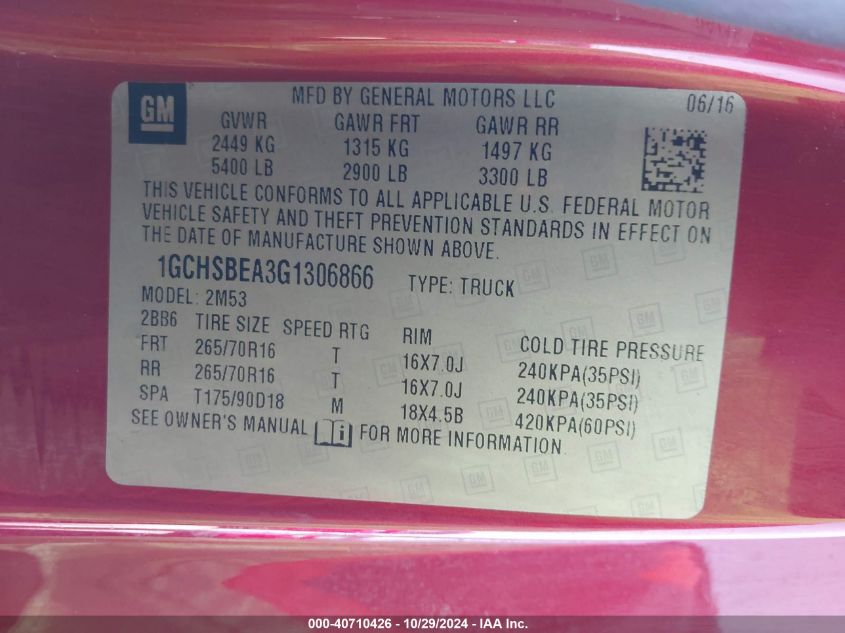 GM
MFD BY GENERAL MOTORS LLC 06/16
GVWR GAWR FRT GAWR RR
2449 KG 1315 KG 1497 KG
5400 LB 2900 LB 3300 LB
THIS VEHICLE CONFORMS TO ALL APPLICABLE U.S. FEDERAL MOTOR
VEHICLE SAFETY AND THEFT PREVENTION STANDARDS IN EFFECT ON
THE DATE OF MANUFACTURE SHOWN ABOVE.
1GCHSBEA3G1306866 TYPE: TRUCK
MODEL: 2M53
2BB6 TIRE SIZE SPEED RTG RIM COLD TIRE PRESSURE
FRT 265/70R16 T 16X7.0J 240KPA(35PSI)
RR 265/70R16 T 16X7.0J 240KPA(35PSI)
SPA T175/90D18 M 18X4.5B 420KPA(60PSI)
SEE OWNER'S MANUAL FOR MORE INFORMATION.
000-40710426 - 10/29/2024 - IAA Inc.